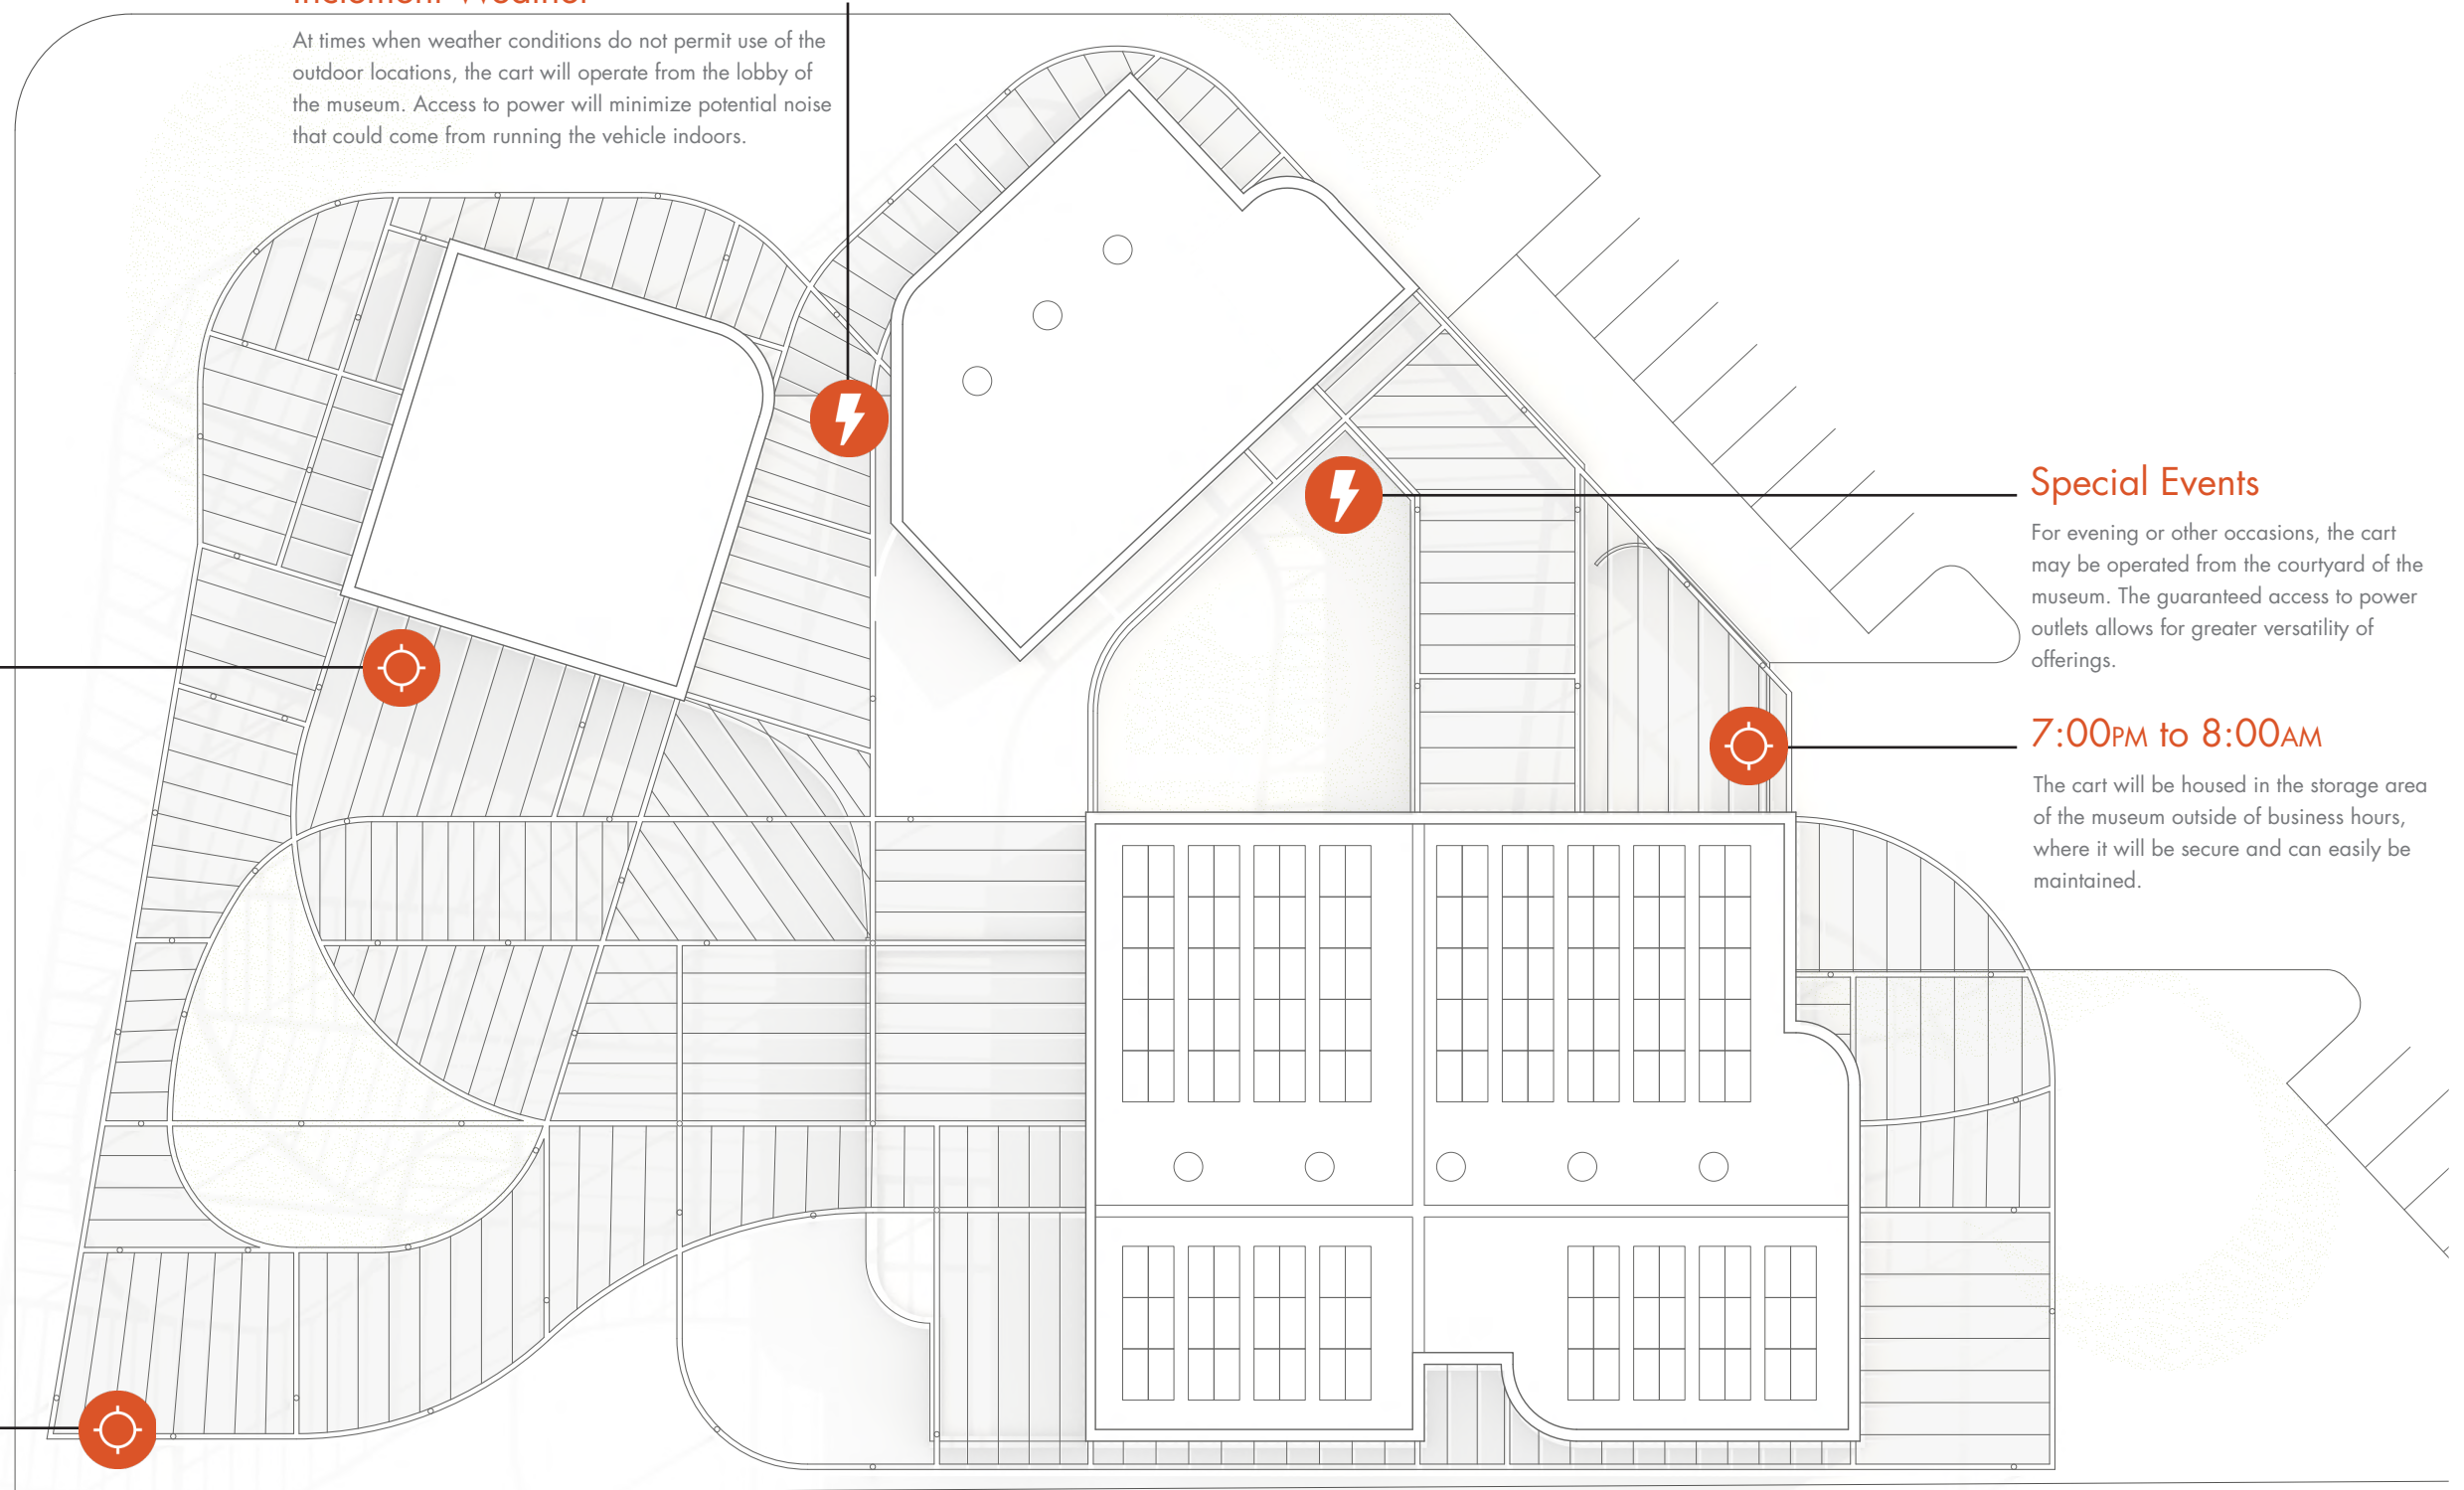 Inclement Weather
At times when weather conditions do not permit use of the
outdoor locations, the cart will operate from the lobby of
the museum. Access to power will minimize potential noise
that could come from running the vehicle indoors.
Special Events
For evening or other occasions, the cart
may be operated from the courtyard of the
museum. The guaranteed access to power
outlets allows for greater versatility of
offerings.
7:00PM to 8:00AM
The cart will be housed in the storage area
of the museum outside of business hours,
where it will be secure and can easily be
maintained.